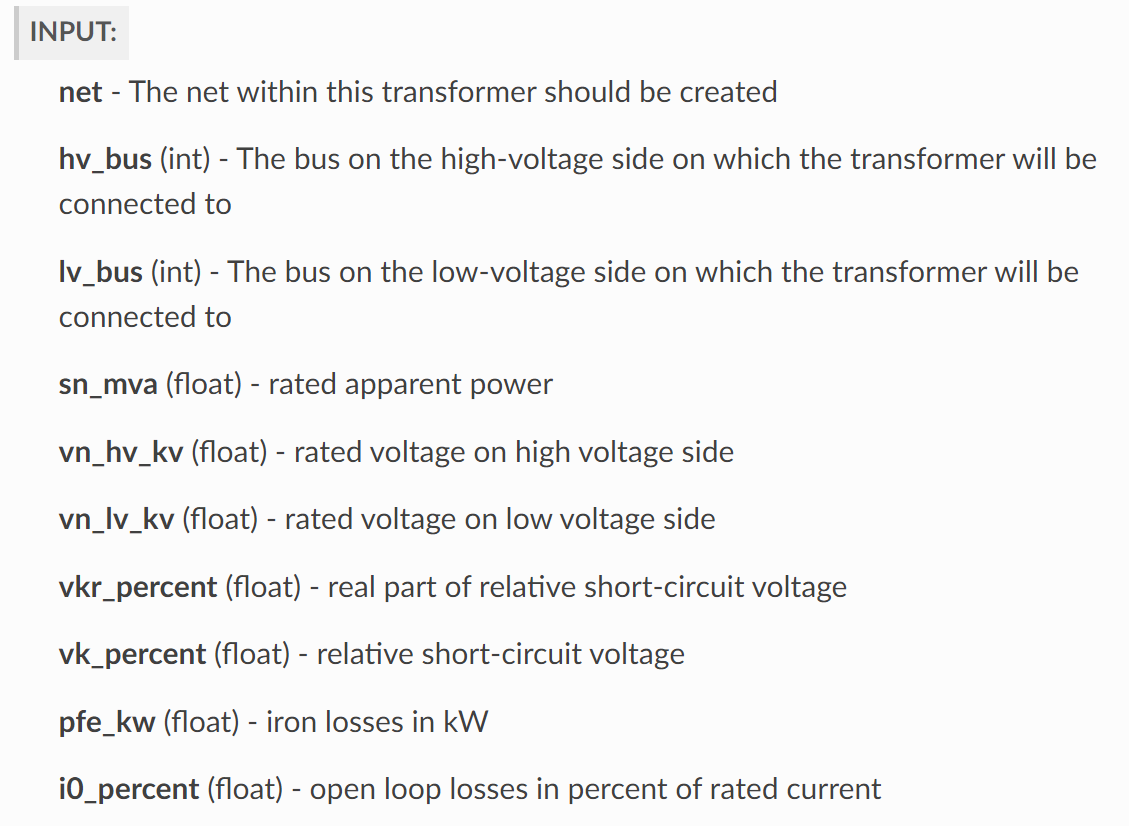 INPUT:
net - The net within this transformer should be created
hv_bus (int) - The bus on the high-voltage side on which the transformer will be
connected to
lv_bus (int) - The bus on the low-voltage side on which the transformer will be
connected to
sn_mva (float) - rated apparent power
vn_hv_kv (float) - rated voltage on high voltage side
vn_lv_kv (float) - rated voltage on low voltage side
vkr_percent (float) - real part of relative short-circuit voltage
vk_percent (float) - relative short-circuit voltage
pfe_kw (float) - iron losses in kW
i0_percent (float) - open loop losses in percent of rated current